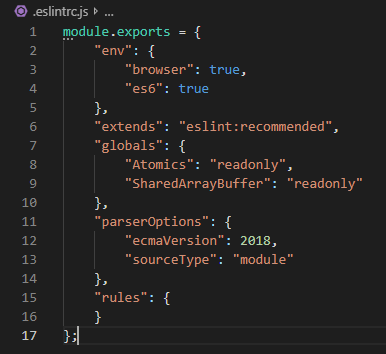 .eslintrc.js > ...
1 module.exports = {
2     "env": {
3         "browser": true,
4         "es6": true
5     },
6     "extends": "eslint:recommended",
7     "globals": {
8         "Atomics": "readonly",
9         "SharedArrayBuffer": "readonly"
10     },
11     "parserOptions": {
12         "ecmaVersion": 2018,
13         "sourceType": "module"
14     },
15     "rules": {
16     }
17 };